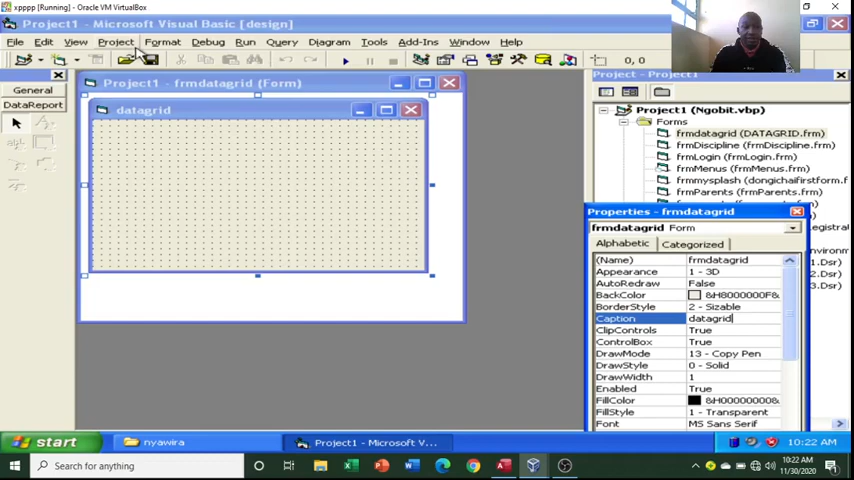 xpppp [Running] - Oracle VM VirtualBox
Project1 - Microsoft Visual Basic [design]
File Edit View Project Format Debug Run Query Diagram Tools Add-Ins Window Help
0, 0
General
DataReport
Project1 - frmdatagrid (Form)
datagrid
Project - Project1
Project1 (Ngobit.vbp)
Forms
frmdatagrid (DATAGRID.frm)
frmDiscipline (frmDiscipline.frm)
frmLogin (frmLogin.frm)
frmMenus (frmMenus.frm)
frmmysplash (dongichaifirstform.f
frmParents (frmParents.frm)
Properties - frmdatagrid
frmdatagrid Form
Alphabetic Categorized
(Name) frmdatagrid
Appearance 1 - 3D
AutoRedraw False
BackColor &H8000000F&
BorderStyle 2 - Sizable
Caption datagrid
ClipControls True
ControlBox True
DrawMode 13 - Copy Pen
DrawStyle 0 - Solid
DrawWidth 1
Enabled True
FillColor &H00000000&
FillStyle 1 - Transparent
Font MS Sans Serif
start nyawira Project1 - Microsoft V... 10:22 AM
Search for anything
10:22 AM
11/30/2020